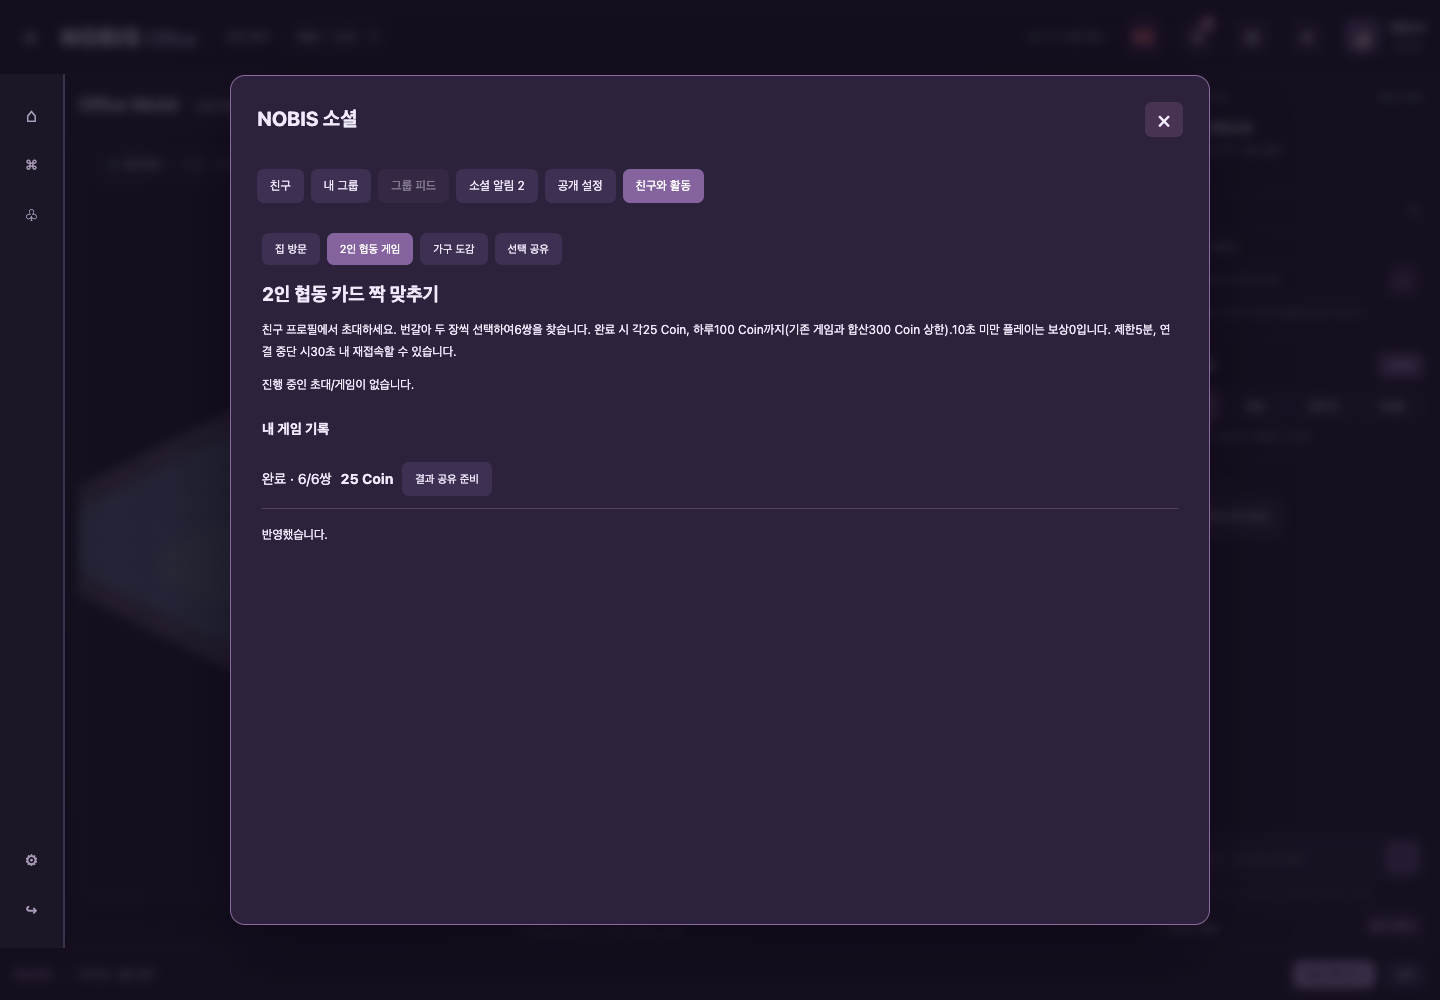 NOBIS Office
Office World
NOBIS 소셜
×
친구 내 그룹 그룹 피드 소셜 알림 2 공개 설정 친구와 활동
집 방문 2인 협동 게임 가구 도감 선택 공유
2인 협동 카드 짝 맞추기
친구 프로필에서 초대하세요. 번갈아 두 장씩 선택하여6쌍을 찾습니다. 완료 시 각25 Coin, 하루100 Coin까지(기존 게임과 합산300 Coin 상한).10초 미만 플레이는 보상0입니다. 제한5분, 연
결 중단 시30초 내 재접속할 수 있습니다.
진행 중인 초대/게임이 없습니다.
내 게임 기록
완료 · 6/6쌍 25 Coin 결과 공유 준비
반영했습니다.